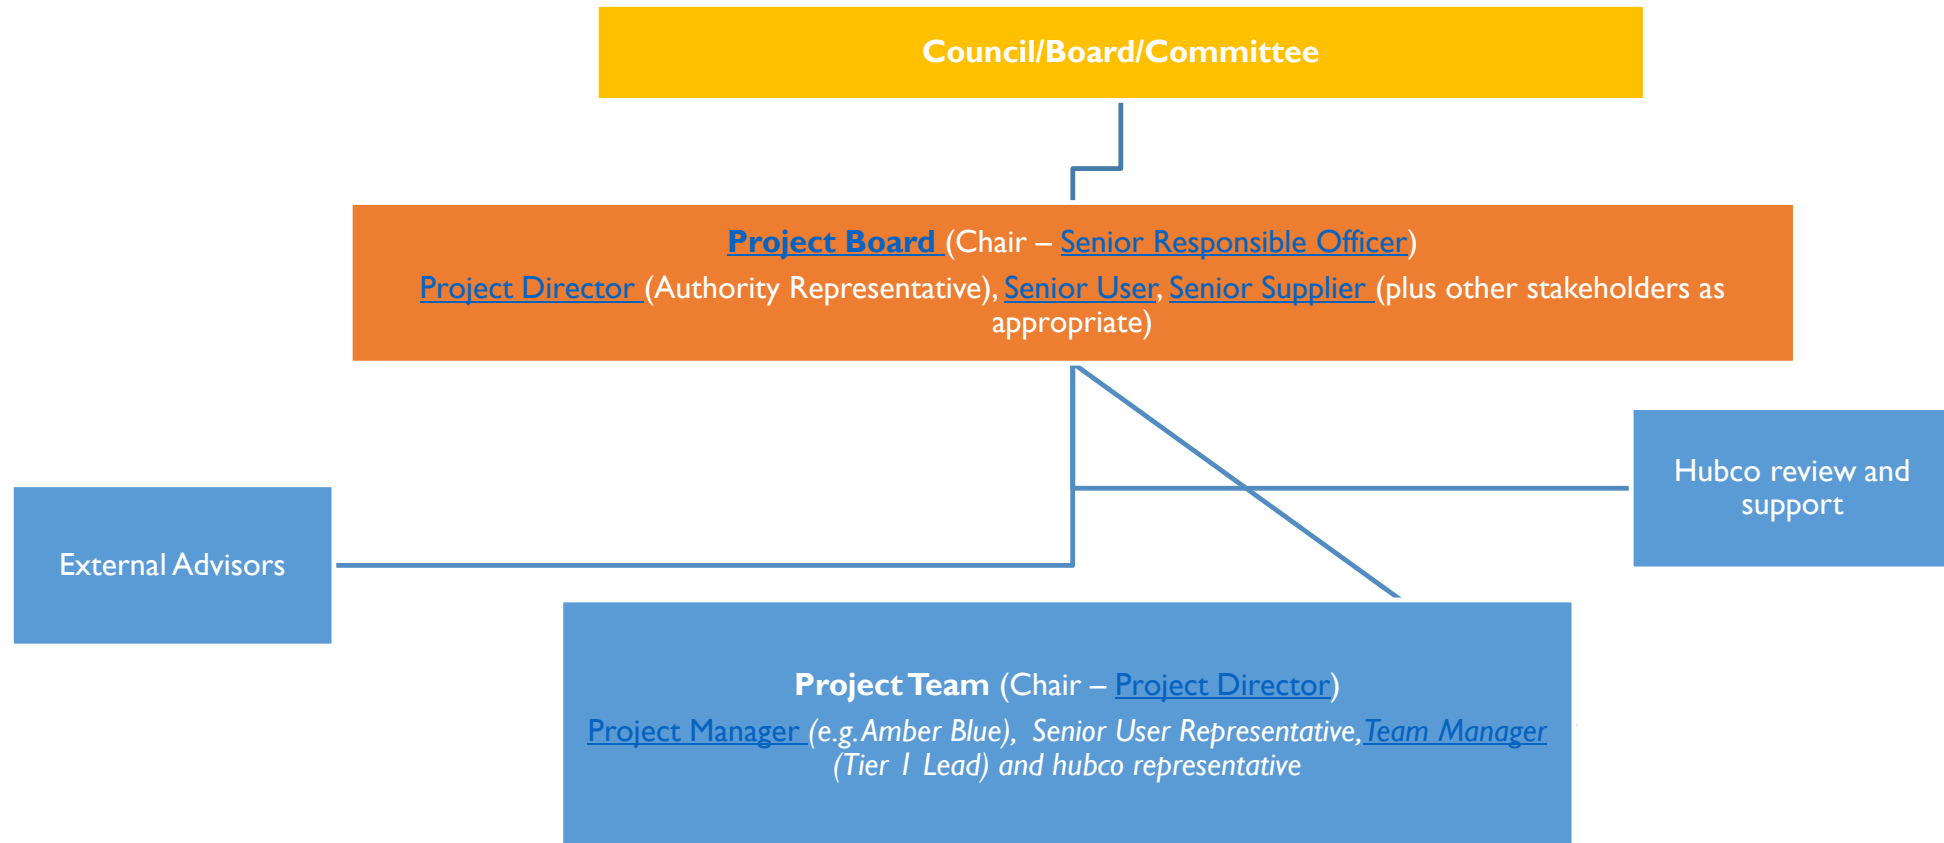 Council/Board/Committee
Project Board (Chair – Senior Responsible Officer)
Project Director (Authority Representative), Senior User, Senior Supplier (plus other stakeholders as
appropriate)
Hubco review and
support
External Advisors
Project Team (Chair – Project Director)
Project Manager (e.g. Amber Blue), Senior User Representative, Team Manager
(Tier 1 Lead) and hubco representative